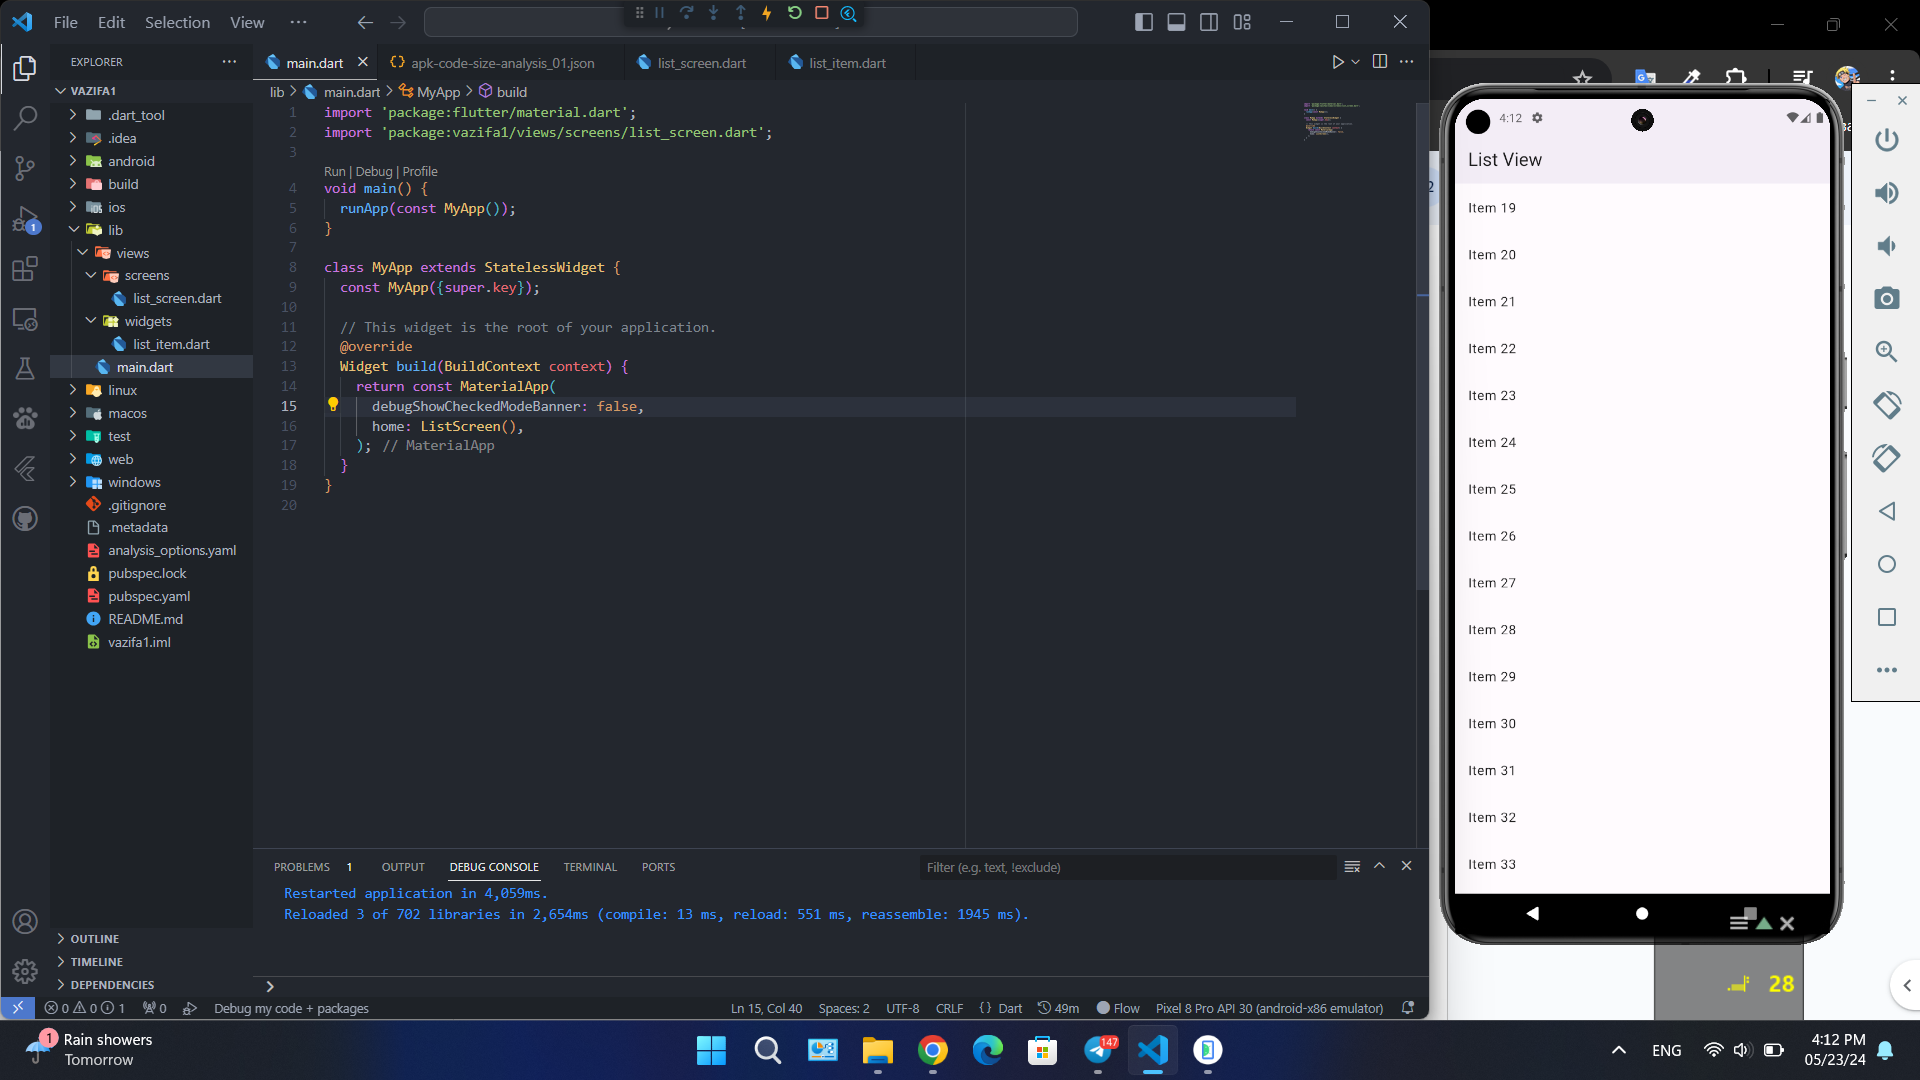 File Edit Selection View
EXPLORER
main.dart
apk-code-size-analysis_01.json
list_screen.dart
list_item.dart
VAZIFA1
lib > main.dart > MyApp > build
.dart_tool
.idea
android
build
ios
lib
views
screens
list_screen.dart
widgets
list_item.dart
main.dart
linux
macos
test
web
windows
.gitignore
.metadata
analysis_options.yaml
pubspec.lock
pubspec.yaml
README.md
vazifa1.iml
OUTLINE
TIMELINE
DEPENDENCIES
1 import 'package:flutter/material.dart';
2 import 'package:vazifa1/views/screens/list_screen.dart';
3
Run | Debug | Profile
4 void main() {
5 runApp(const MyApp());
6 }
7
8 class MyApp extends StatelessWidget {
9 const MyApp({super.key});
10
11 // This widget is the root of your application.
12 @override
13 Widget build(BuildContext context) {
14 return const MaterialApp(
15 debugShowCheckedModeBanner: false,
16 home: ListScreen(),
17 ); // MaterialApp
18 }
19 }
20
PROBLEMS 1 OUTPUT DEBUG CONSOLE TERMINAL PORTS
Filter (e.g. text, !exclude)
Restarted application in 4,059ms.
Reloaded 3 of 702 libraries in 2,654ms (compile: 13 ms, reload: 551 ms, reassemble: 1945 ms).
1
0 0 1 0 Debug my code + packages
Ln 15, Col 40 Spaces: 2 UTF-8 CRLF {} Dart 49m Flow Pixel 8 Pro API 30 (android-x86 emulator)
4:12
List View
Item 19
Item 20
Item 21
Item 22
Item 23
Item 24
Item 25
Item 26
Item 27
Item 28
Item 29
Item 30
Item 31
Item 32
Item 33
28
1
Rain showers
Tomorrow
147
ENG
4:12 PM
05/23/24